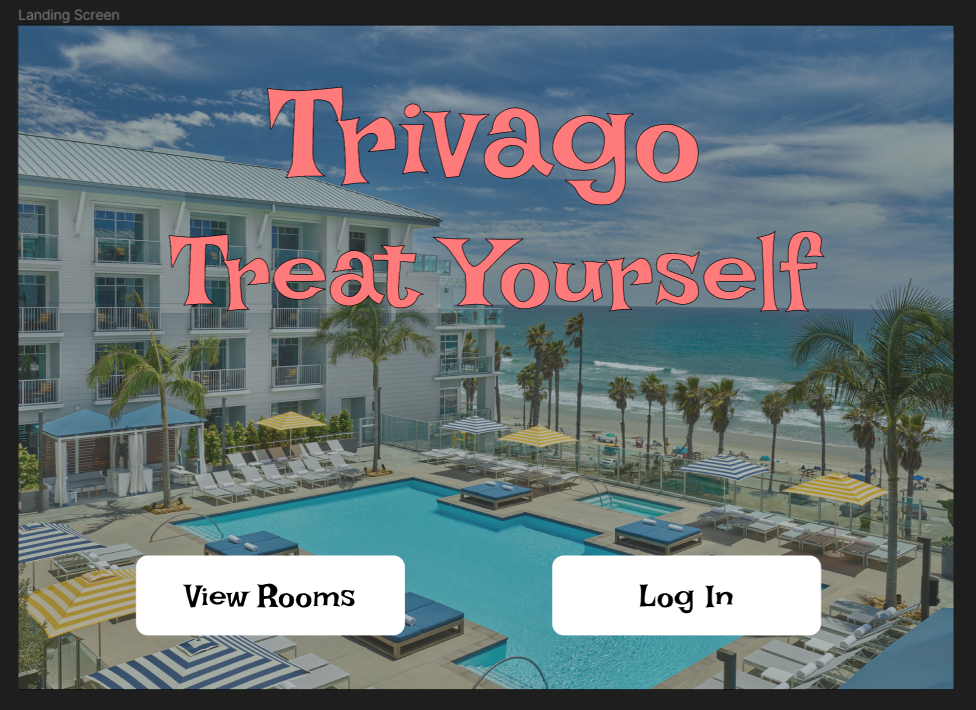 Landing Screen
Trivago
Treat Yourself
View Rooms
Log In